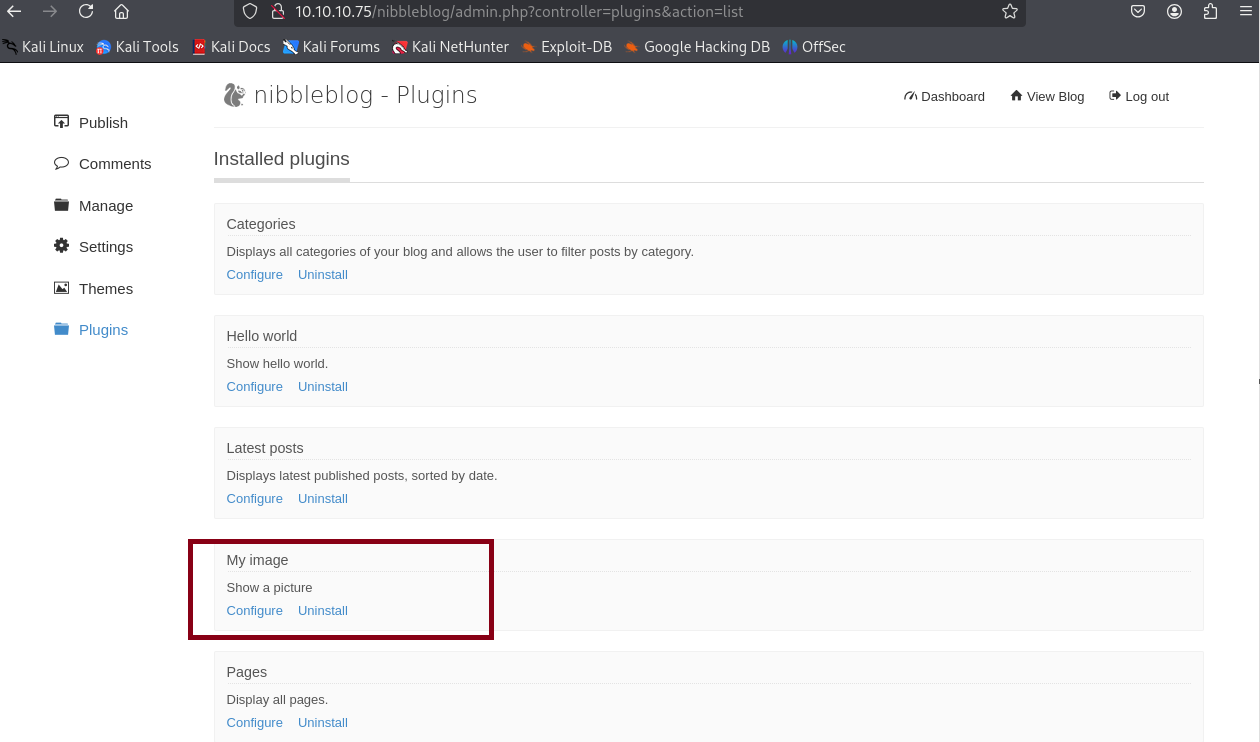 10.10.10.75/nibbleblog/admin.php?controller=plugins&action=list
Kali Linux Kali Tools Kali Docs Kali Forums Kali NetHunter Exploit-DB Google Hacking DB OffSec
nibbleblog - Plugins
Dashboard View Blog Log out
Publish
Comments
Manage
Settings
Themes
Plugins
Installed plugins
Categories
Displays all categories of your blog and allows the user to filter posts by category.
Configure Uninstall
Hello world
Show hello world.
Configure Uninstall
Latest posts
Displays latest published posts, sorted by date.
Configure Uninstall
My image
Show a picture
Configure Uninstall
Pages
Display all pages.
Configure Uninstall